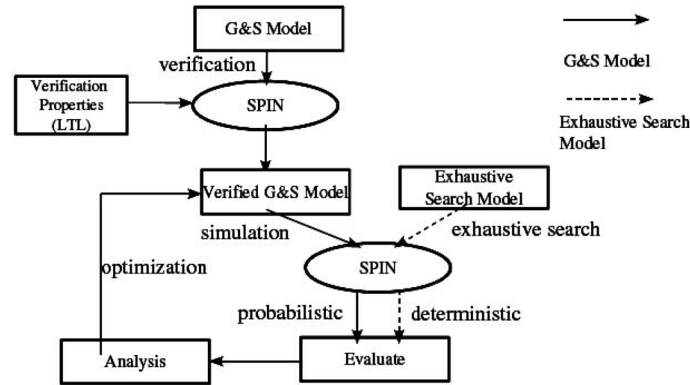 G&S Model
verification
Verification
Properties
(LTL)
SPIN
G&S Model
Exhaustive Search
Model
Verified G&S Model
Exhaustive
Search Model
simulation
exhaustive search
optimization
SPIN
probabilistic
deterministic
Analysis
Evaluate